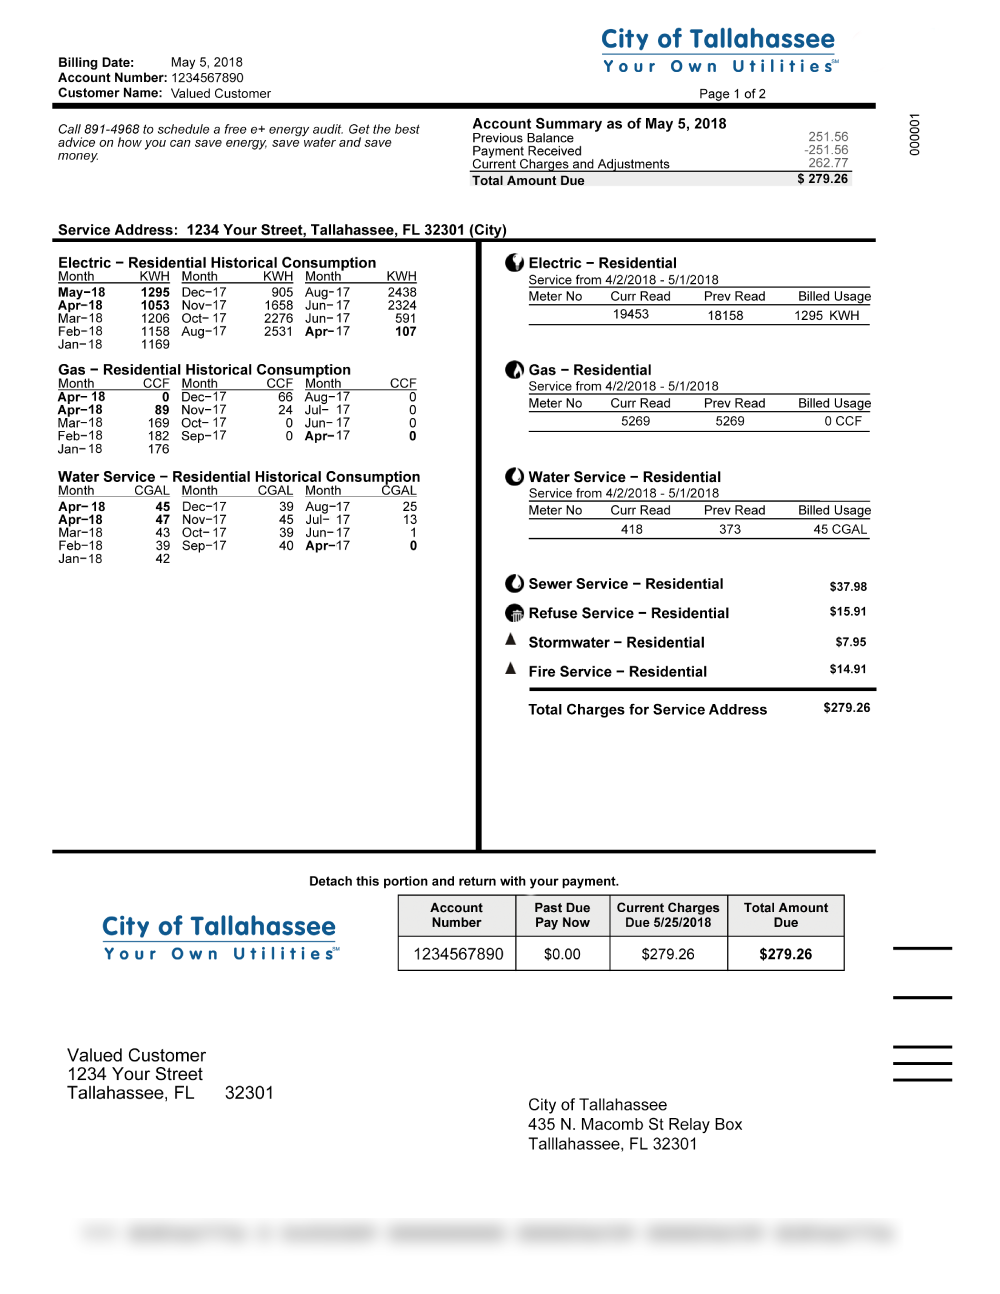 City of Tallahassee
Your Own Utilities℠
Billing Date: May 5, 2018
Account Number: 1234567890
Customer Name: Valued Customer
Page 1 of 2
000001
Call 891-4968 to schedule a free e+ energy audit. Get the best
advice on how you can save energy, save water and save
money.
Account Summary as of May 5, 2018
Previous Balance 251.56
Payment Received -251.56
Current Charges and Adjustments 262.77
Total Amount Due $ 279.26
Service Address: 1234 Your Street, Tallahassee, FL 32301 (City)
Electric − Residential Historical Consumption
Month KWH Month KWH Month KWH
May−18 1295 Dec−17 905 Aug−17 2438
Apr−18 1053 Nov−17 1658 Jun−17 2324
Mar−18 1206 Oct− 17 2276 Jun−17 591
Feb−18 1158 Aug−17 2531 Apr−17 107
Jan−18 1169
Gas − Residential Historical Consumption
Month CCF Month CCF Month CCF
Apr− 18 0 Dec−17 66 Aug−17 0
Apr−18 89 Nov−17 24 Jul− 17 0
Mar−18 169 Oct− 17 0 Jun−17 0
Feb−18 182 Sep−17 0 Apr−17 0
Jan−18 176
Water Service − Residential Historical Consumption
Month CGAL Month CGAL Month CGAL
Apr− 18 45 Dec−17 39 Aug−17 25
Apr−18 47 Nov−17 45 Jul− 17 13
Mar−18 43 Oct− 17 39 Jun−17 1
Feb−18 39 Sep−17 40 Apr−17 0
Jan−18 42
Electric − Residential
Service from 4/2/2018 - 5/1/2018
Meter No Curr Read Prev Read Billed Usage
19453 18158 1295 KWH
Gas − Residential
Service from 4/2/2018 - 5/1/2018
Meter No Curr Read Prev Read Billed Usage
5269 5269 0 CCF
Water Service − Residential
Service from 4/2/2018 - 5/1/2018
Meter No Curr Read Prev Read Billed Usage
418 373 45 CGAL
Sewer Service − Residential $37.98
Refuse Service − Residential $15.91
Stormwater − Residential $7.95
Fire Service − Residential $14.91
Total Charges for Service Address $279.26
Detach this portion and return with your payment.
City of Tallahassee
Your Own Utilities℠
Account Number Past Due Pay Now Current Charges Due 5/25/2018 Total Amount Due
1234567890 $0.00 $279.26 $279.26
Valued Customer
1234 Your Street
Tallahassee, FL 32301
City of Tallahassee
435 N. Macomb St Relay Box
Talllahassee, FL 32301